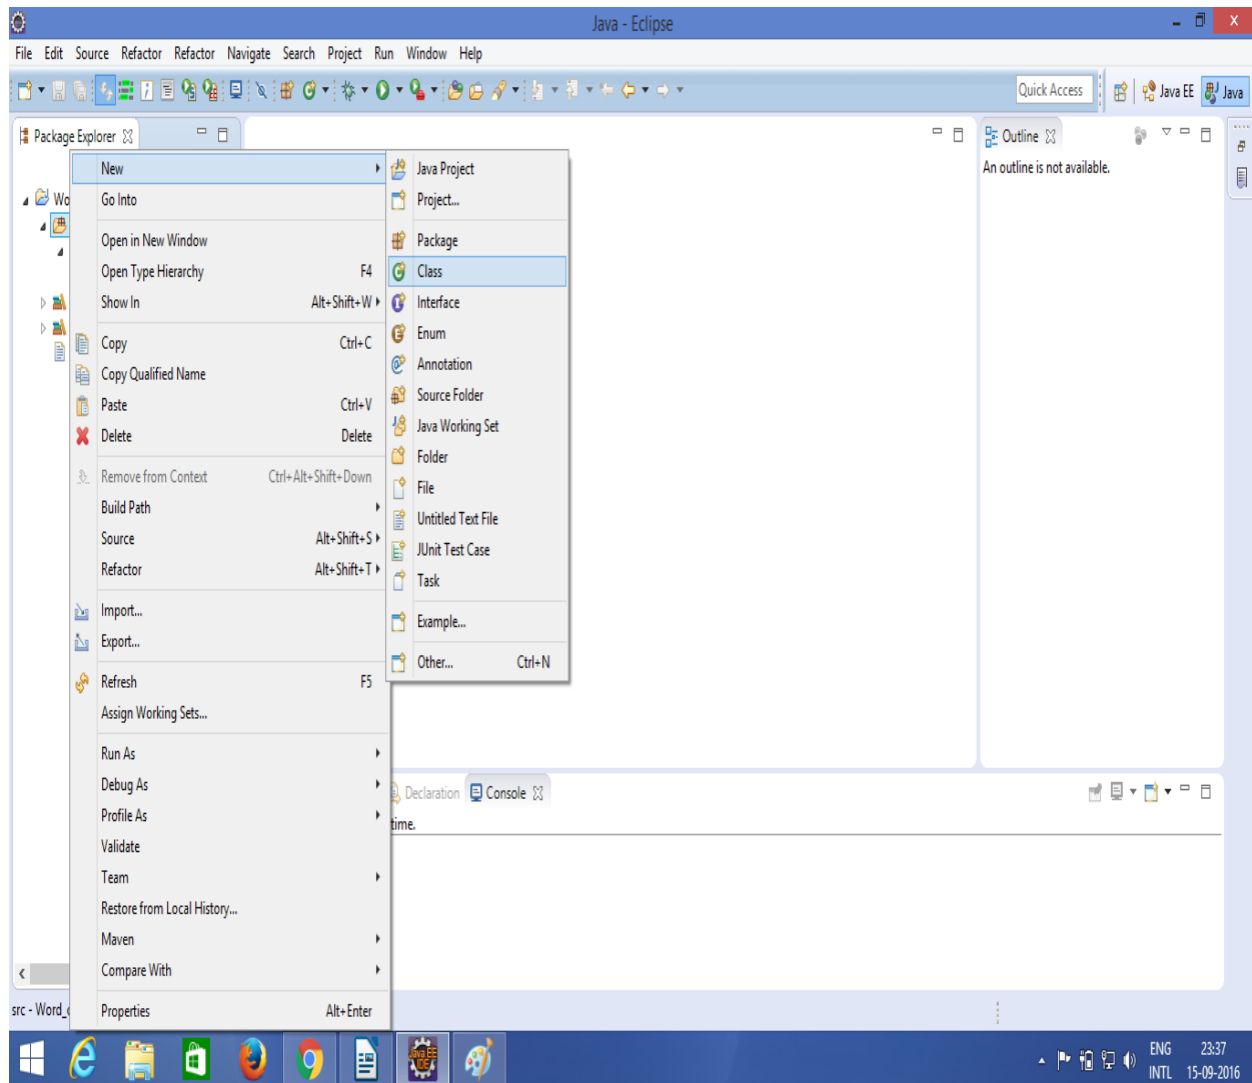 Java - Eclipse
X
File Edit Source Refactor Refactor Navigate Search Project Run Window Help
Quick Access
Java EE
Java
Package Explorer
Outline
An outline is not available.
Wo
New
Go Into
Open in New Window
Open Type Hierarchy F4
Show In Alt+Shift+W
Copy Ctrl+C
Copy Qualified Name
Paste Ctrl+V
Delete Delete
Remove from Context Ctrl+Alt+Shift+Down
Build Path
Source Alt+Shift+S
Refactor Alt+Shift+T
Import...
Export...
Refresh F5
Assign Working Sets...
Run As
Debug As
Profile As
Validate
Team
Restore from Local History...
Maven
Compare With
Properties Alt+Enter
Java Project
Project...
Package
Class
Interface
Enum
Annotation
Source Folder
Java Working Set
Folder
File
Untitled Text File
JUnit Test Case
Task
Example...
Other... Ctrl+N
Declaration
Console
time.
src - Word_
Java EE
IDE
ENG 23:37
INTL 15-09-2016